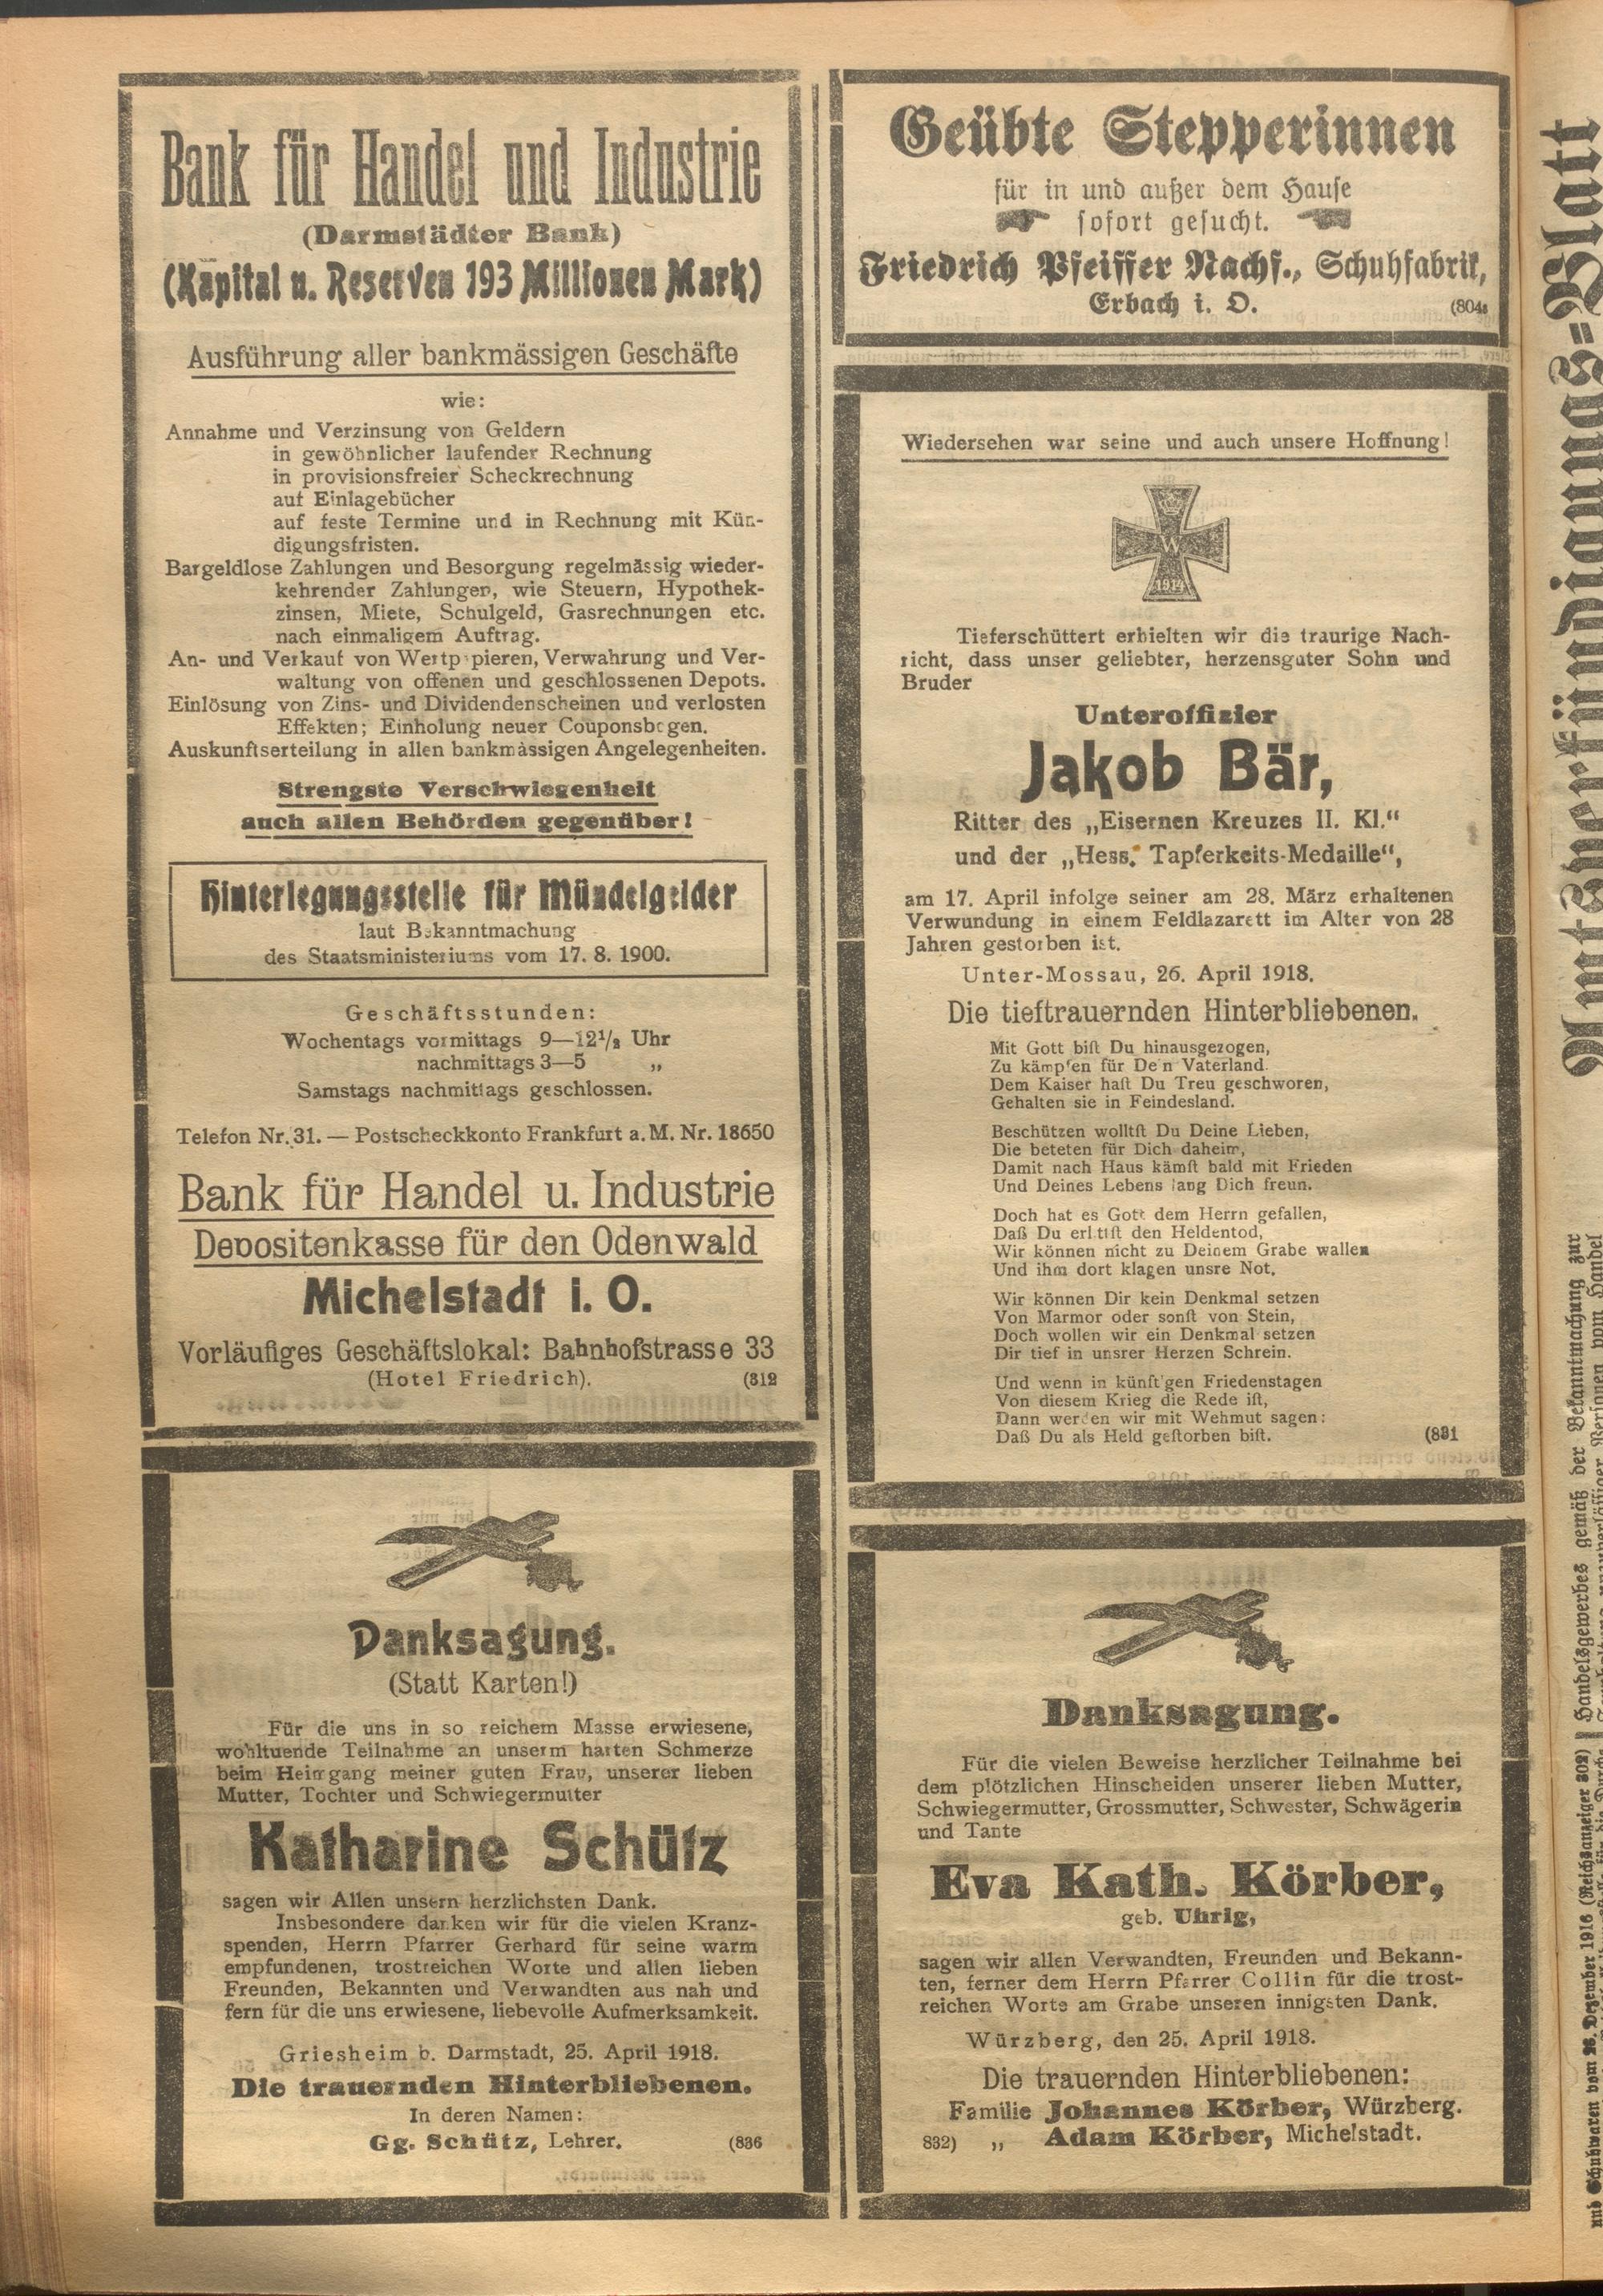 Bank für Handel und Industrie
(Darmstädter Bank)
(Kapital u. Reserven 193 Millionen Mark)
Ausführung aller bankmässigen Geschäfte
wie:
Annahme und Verzinsung von Geldern
in gewöhnlicher laufender Rechnung
in provisionsfreier Scheckrechnung
auf Einlagebücher
auf feste Termine und in Rechnung mit Kün-
digungsfristen.
Bargeldlose Zahlungen und Besorgung regelmässig wieder-
kehrender Zahlungen, wie Steuern, Hypothek-
zinsen, Miete, Schulgeld, Gasrechnungen etc.
nach einmaligem Auftrag.
An- und Verkauf von Wertpapieren, Verwahrung und Ver-
waltung von offenen und geschlossenen Depots.
Einlösung von Zins- und Dividendenscheinen und verlosten
Effekten; Einholung neuer Couponsbogen.
Auskunftserteilung in allen bankmässigen Angelegenheiten.
Strengste Verschwiegenheit
auch allen Behörden gegenüber!
Hinterlegungsstelle für Mündelgelder
laut Bekanntmachung
des Staatsministeriums vom 17. 8. 1900.
Geschäftsstunden:
Wochentags vormittags 9—12½ Uhr
nachmittags 3—5 „
Samstags nachmittags geschlossen.
Telefon Nr. 31. — Postscheckkonto Frankfurt a. M. Nr. 18650
Bank für Handel u. Industrie
Depositenkasse für den Odenwald
Michelstadt i. O.
Vorläufiges Geschäftslokal: Bahnhofstrasse 33
(Hotel Friedrich). (812
Danksagung.
(Statt Karten!)
Für die uns in so reichem Masse erwiesene,
wohltuende Teilnahme an unserm harten Schmerze
beim Heimgang meiner guten Frau, unserer lieben
Mutter, Tochter und Schwiegermutter
Katharine Schütz
sagen wir Allen unsern herzlichsten Dank.
Insbesondere danken wir für die vielen Kranz-
spenden, Herrn Pfarrer Gerhard für seine warm
empfundenen, trostreichen Worte und allen lieben
Freunden, Bekannten und Verwandten aus nah und
fern für die uns erwiesene, liebevolle Aufmerksamkeit.
Griesheim b. Darmstadt, 25. April 1918.
Die trauernden Hinterbliebenen.
In deren Namen:
Gg. Schütz, Lehrer. (836
Geübte Stepperinnen
für in und außer dem Hause
sofort gesucht.
Friedrich Pfeiffer Nachf., Schuhfabrik,
Erbach i. O. (804s
Wiedersehen war seine und auch unsere Hoffnung!
W
1914
Tieferschüttert erhielten wir die traurige Nach-
richt, dass unser geliebter, herzensguter Sohn und
Bruder
Unteroffizier
Jakob Bär,
Ritter des „Eisernen Kreuzes II. Kl.“
und der „Hess. Tapferkeits-Medaille“,
am 17. April infolge seiner am 28. März erhaltenen
Verwundung in einem Feldlazarett im Alter von 28
Jahren gestorben ist.
Unter-Mossau, 26. April 1918.
Die tieftrauernden Hinterbliebenen.
Mit Gott bist Du hinausgezogen,
Zu kämpfen für Dein Vaterland.
Dem Kaiser hast Du Treu geschworen,
Gehalten sie in Feindesland.
Beschützen wolltst Du Deine Lieben,
Die beteten für Dich daheim,
Damit nach Haus kämst bald mit Frieden
Und Deines Lebens lang Dich freun.
Doch hat es Gott dem Herrn gefallen,
Daß Du erlittst den Heldentod,
Wir können nicht zu Deinem Grabe wallen
Und ihm dort klagen unsre Not.
Wir können Dir kein Denkmal setzen
Von Marmor oder sonst von Stein,
Doch wollen wir ein Denkmal setzen
Dir tief in unsrer Herzen Schrein.
Und wenn in künftigen Friedenstagen
Von diesem Krieg die Rede ist,
Dann werden wir mit Wehmut sagen:
Daß Du als Held gestorben bist. (831
Danksagung.
Für die vielen Beweise herzlicher Teilnahme bei
dem plötzlichen Hinscheiden unserer lieben Mutter,
Schwiegermutter, Grossmutter, Schwester, Schwägerin
und Tante
Eva Kath. Körber,
geb. Uhrig,
sagen wir allen Verwandten, Freunden und Bekann-
ten, ferner dem Herrn Pfarrer Collin für die trost-
reichen Worte am Grabe unseren innigsten Dank.
Würzberg, den 25. April 1918.
Die trauernden Hinterbliebenen:
Familie Johannes Körber, Würzberg.
832) „ Adam Körber, Michelstadt.
Amtsverkündigungs=Blatt
Handelsgewerbes gemäß der Bekanntmachung zur
Personen vom Handel
und Schuhwaren vom 28. Dezember 1916 (Reichsanzeiger 302)